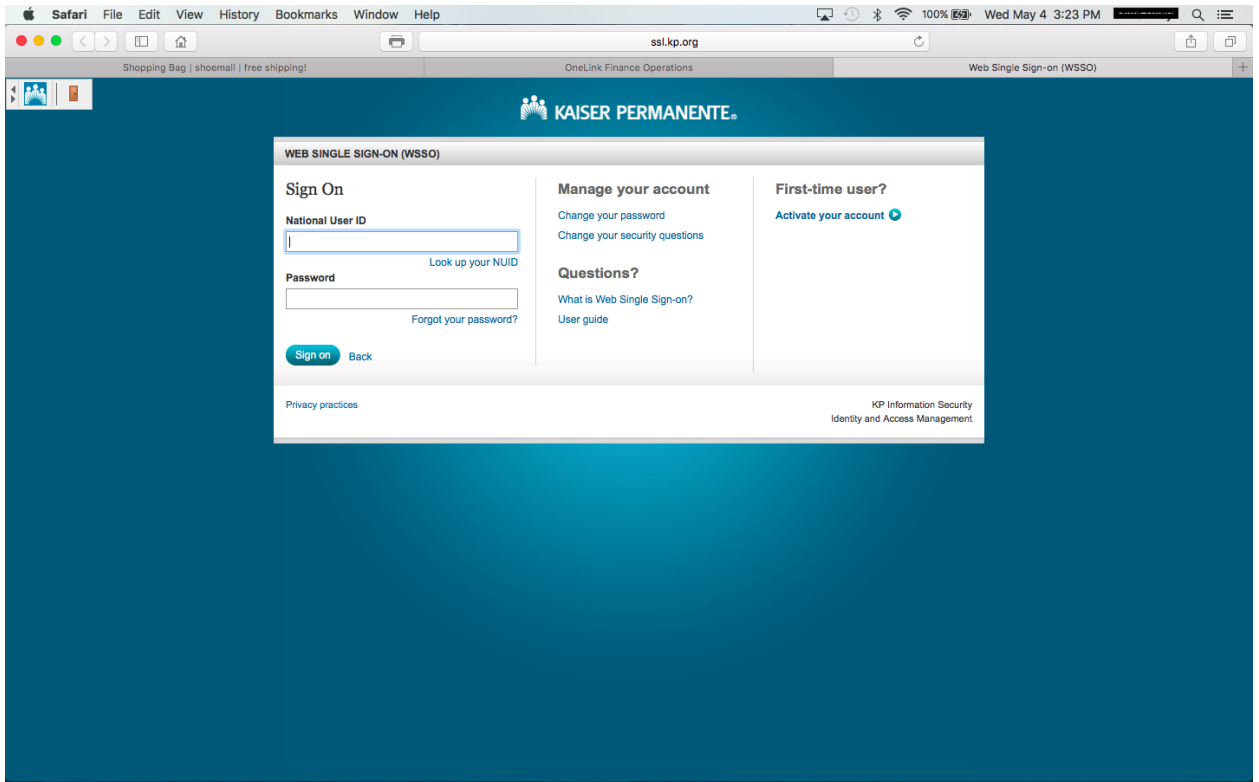 Safari File Edit View History Bookmarks Window Help 100% Wed May 4 3:23 PM
ssl.kp.org
Shopping Bag | shoemall | free shipping! OneLink Finance Operations Web Single Sign-on (WSSO)
KAISER PERMANENTE®
WEB SINGLE SIGN-ON (WSSO)
Sign On
National User ID
Look up your NUID
Password
Forgot your password?
Sign on Back
Manage your account
Change your password
Change your security questions
Questions?
What is Web Single Sign-on?
User guide
First-time user?
Activate your account
Privacy practices
KP Information Security
Identity and Access Management